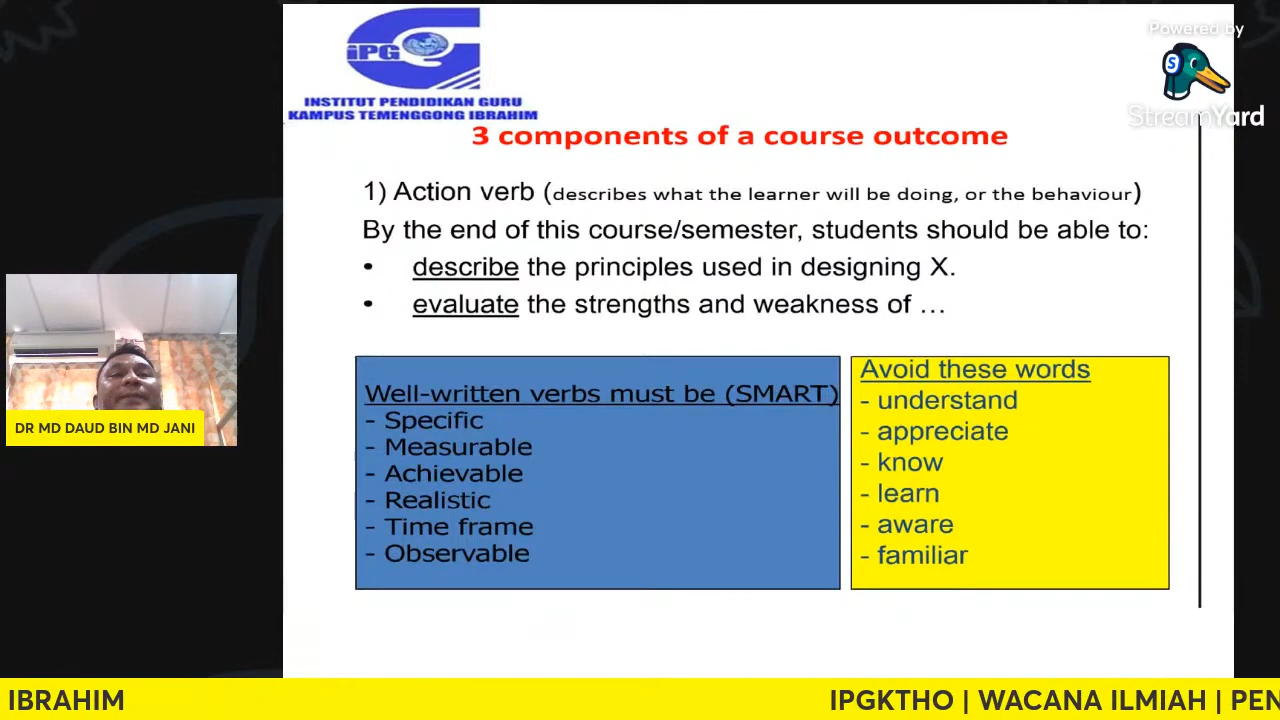 iPG
INSTITUT PENDIDIKAN GURU
KAMPUS TEMENGGONG IBRAHIM
Powered by
S
StreamYard
3 components of a course outcome
1) Action verb (describes what the learner will be doing, or the behaviour)
By the end of this course/semester, students should be able to:
• describe the principles used in designing X.
• evaluate the strengths and weakness of …
Well-written verbs must be (SMART)
- Specific
- Measurable
- Achievable
- Realistic
- Time frame
- Observable
Avoid these words
- understand
- appreciate
- know
- learn
- aware
- familiar
DR MD DAUD BIN MD JANI
IBRAHIM
IPGKTHO | WACANA ILMIAH | PEN